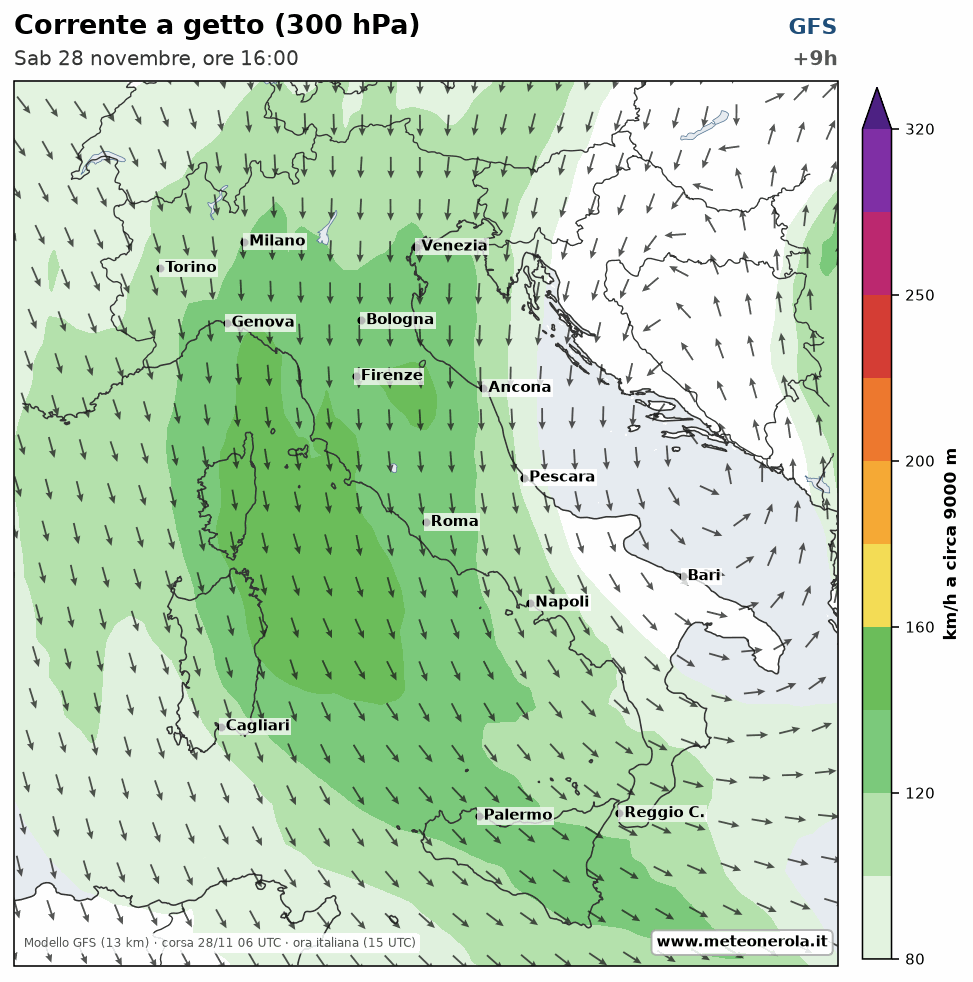 Corrente a getto (300 hPa)
GFS
Sab 28 novembre, ore 16:00
+9h
320
250
200
160
120
80
km/h a circa 9000 m
Milano
Venezia
Torino
Genova
Bologna
Firenze
Ancona
Pescara
Roma
Bari
Napoli
Cagliari
Palermo
Reggio C.
Modello GFS (13 km) · corsa 28/11 06 UTC · ora italiana (15 UTC)
www.meteonerola.it